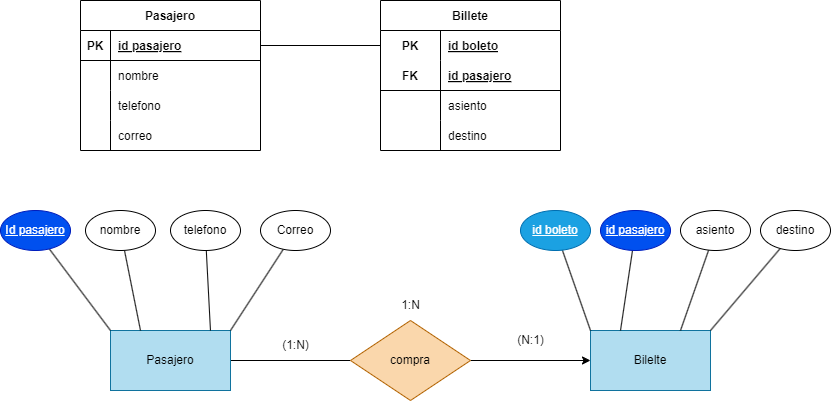 Pasajero
PK id pasajero
nombre
telefono
correo
Billete
PK id boleto
FK id pasajero
asiento
destino
Id pasajero nombre telefono Correo
id boleto id pasajero asiento destino
1:N
(1:N)
(N:1)
Pasajero
compra
Bilelte